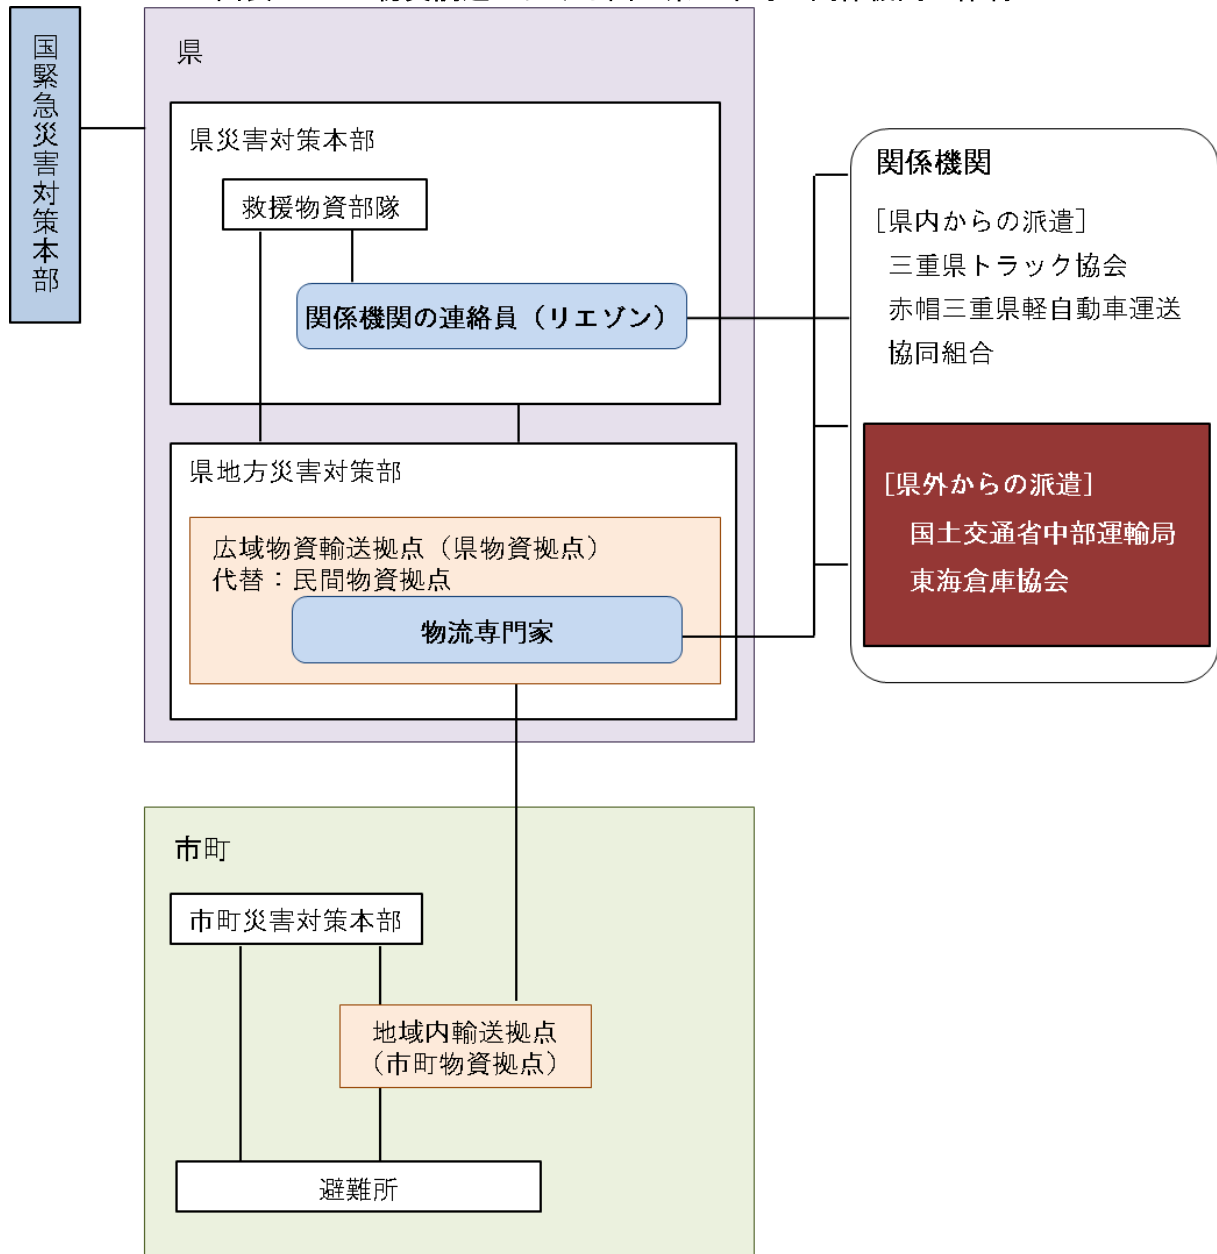 国緊急災害対策本部
県
県災害対策本部
救援物資部隊
関係機関の連絡員（リエゾン）
県地方災害対策部
広域物資輸送拠点（県物資拠点）
代替：民間物資拠点
物流専門家
関係機関
[県内からの派遣]
三重県トラック協会
赤帽三重県軽自動車運送
協同組合
[県外からの派遣]
国土交通省中部運輸局
東海倉庫協会
市町
市町災害対策本部
地域内輸送拠点
（市町物資拠点）
避難所